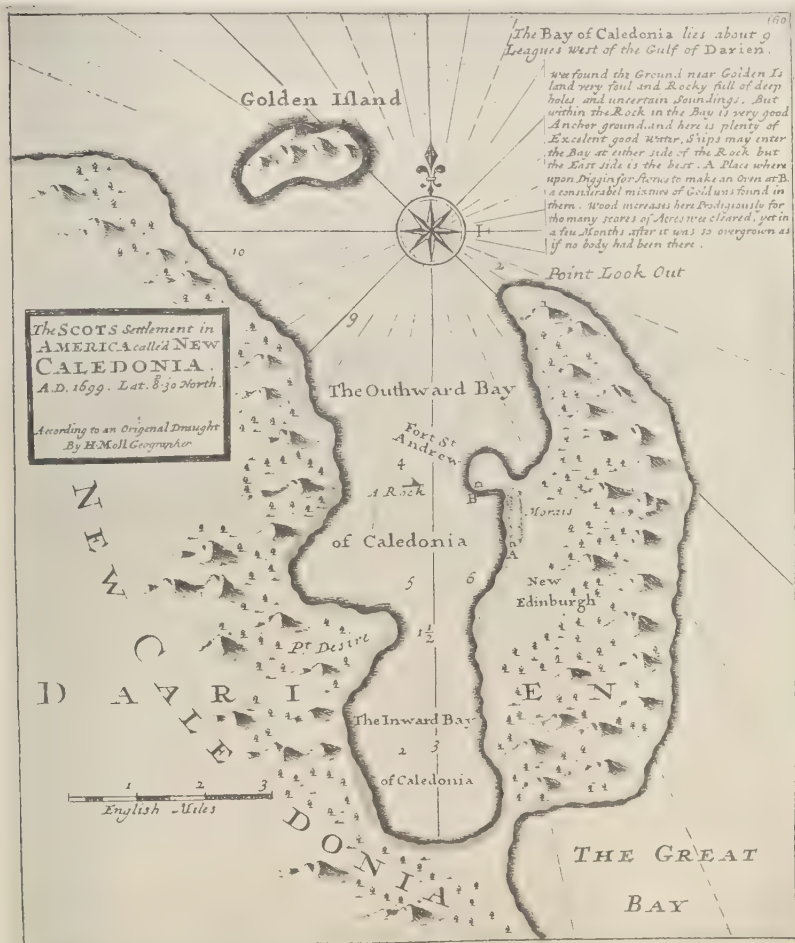 160
The Bay of Caledonia lies about 9
Leagues West of the Gulf of Darien.
wee found the Ground near Golden Is
land very foul and Rocky full of deep
holes and uncertain Soundings. But
within the Rock in the Bay is very good
Anchor ground, and here is plenty of
Excelent good Water, Ships may enter
the Bay at either side of the Rock but
the East side is the best. A Place where
upon Diggin for Stones to make an Oven at B.
a considerabel mixture of Gold was found in
them. Wood increases here Prodigiously for
tho many scores of Acres wee cleared, yet in
a few Months after it was so overgrown as
if no body had been there.
Golden Island
10
2
Point Look Out
9
The SCOTS Settlement in
AMERICA called NEW
CALEDONIA.
A.D. 1699. Lat. 8.30 North.
According to an Origenal Draught
By H. Moll Geographer
The Outhward Bay
Fort St
Andrew
4
A Rock
B
Morais
A
of Caledonia
5
6
New
Edinburgh
1 1/2
Pt. Desire
NEW CALEDONIA
DARIEN
The Inward Bay
2
3
of Caledonia
1 2 3
English Miles
THE GREAT
BAY